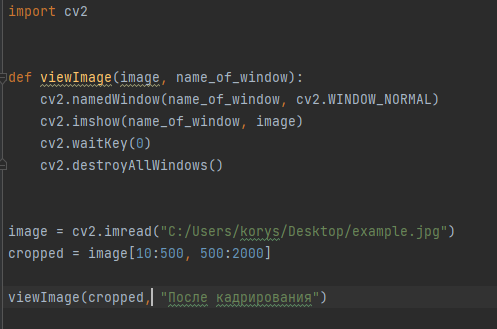 import cv2
def viewImage(image, name_of_window):
    cv2.namedWindow(name_of_window, cv2.WINDOW_NORMAL)
    cv2.imshow(name_of_window, image)
    cv2.waitKey(0)
    cv2.destroyAllWindows()
image = cv2.imread("C:/Users/korys/Desktop/example.jpg")
cropped = image[10:500, 500:2000]
viewImage(cropped, "После кадрирования")